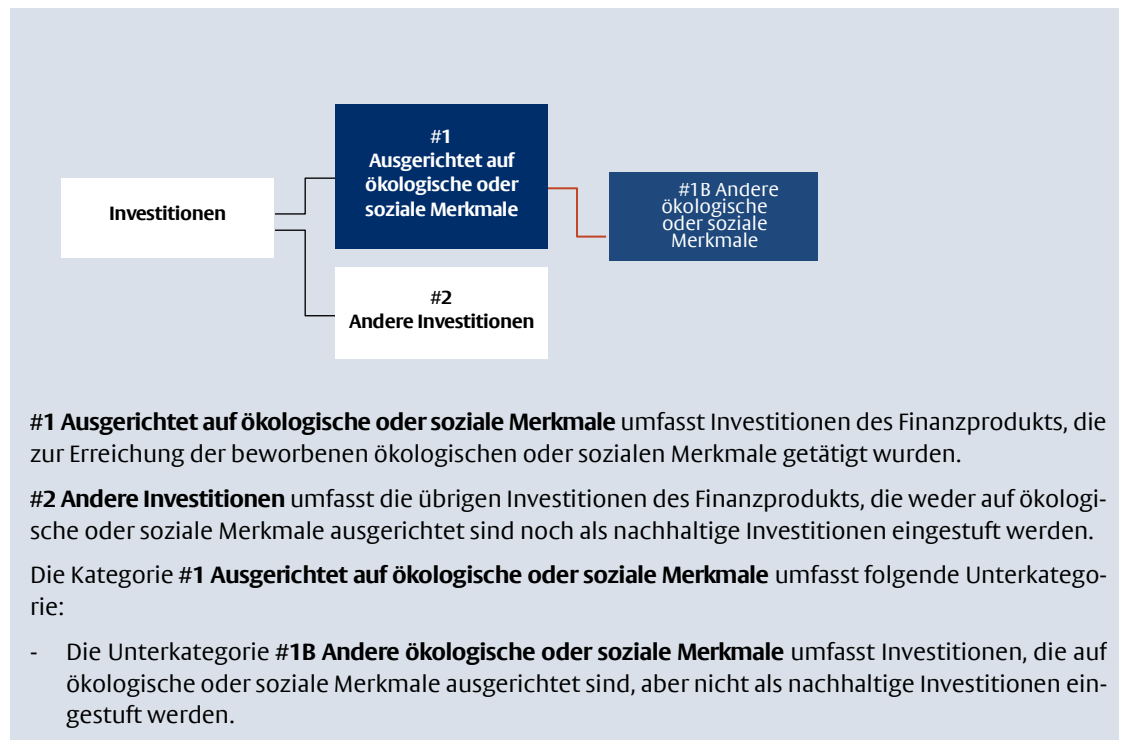 #1
Ausgerichtet auf
ökologische oder
soziale Merkmale
Investitionen
#1B Andere
ökologische
oder soziale
Merkmale
#2
Andere Investitionen
#1 Ausgerichtet auf ökologische oder soziale Merkmale umfasst Investitionen des Finanzprodukts, die
zur Erreichung der beworbenen ökologischen oder sozialen Merkmale getätigt wurden.
#2 Andere Investitionen umfasst die übrigen Investitionen des Finanzprodukts, die weder auf ökologi-
sche oder soziale Merkmale ausgerichtet sind noch als nachhaltige Investitionen eingestuft werden.
Die Kategorie #1 Ausgerichtet auf ökologische oder soziale Merkmale umfasst folgende Unterkatego-
rie:
- Die Unterkategorie #1B Andere ökologische oder soziale Merkmale umfasst Investitionen, die auf
ökologische oder soziale Merkmale ausgerichtet sind, aber nicht als nachhaltige Investitionen ein-
gestuft werden.